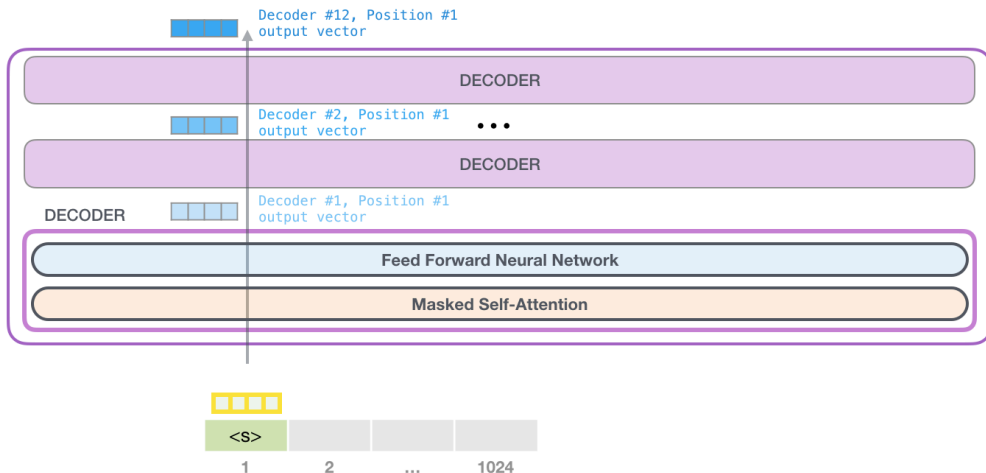 Decoder #12, Position #1
output vector
DECODER
Decoder #2, Position #1
output vector
...
DECODER
Decoder #1, Position #1
output vector
DECODER
Feed Forward Neural Network
Masked Self-Attention
<s>
1 2 ... 1024